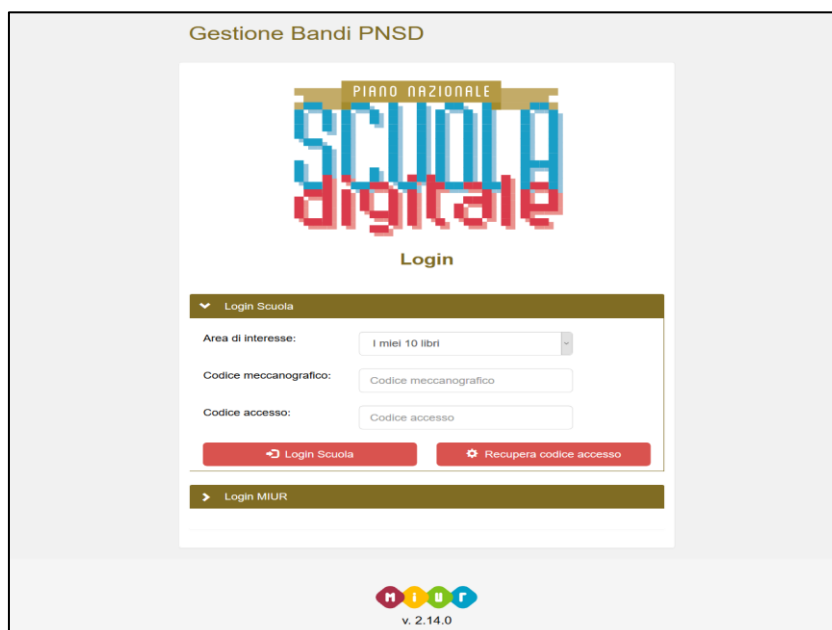 Gestione Bandi PNSD
PIANO NAZIONALE
SCUOLA
digitale
Login
Login Scuola
Area di interesse:
I miei 10 libri
Codice meccanografico:
Codice meccanografico
Codice accesso:
Codice accesso
Login Scuola
Recupera codice accesso
Login MIUR
MiUr
v. 2.14.0